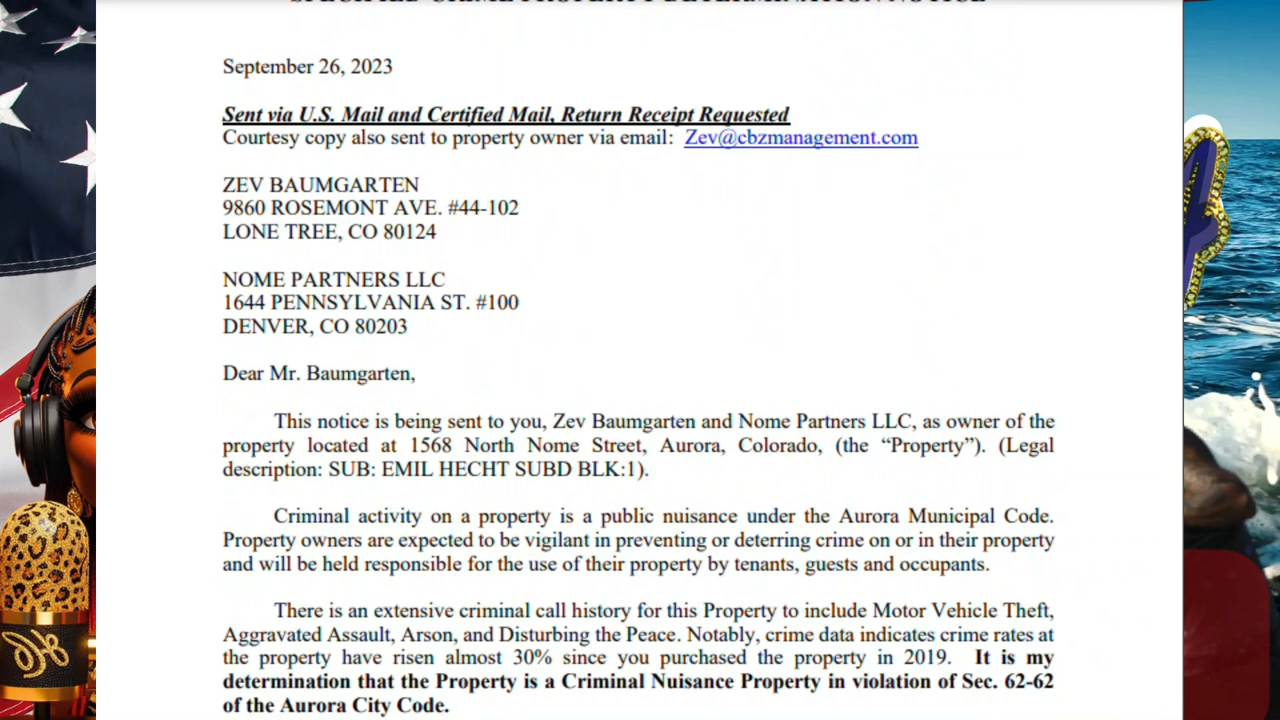 SPECIFIED CRIME PROPERTY DETERMINATION NOTICE
September 26, 2023
Sent via U.S. Mail and Certified Mail, Return Receipt Requested
Courtesy copy also sent to property owner via email: Zev@cbzmanagement.com
ZEV BAUMGARTEN
9860 ROSEMONT AVE. #44-102
LONE TREE, CO 80124
NOME PARTNERS LLC
1644 PENNSYLVANIA ST. #100
DENVER, CO 80203
Dear Mr. Baumgarten,
This notice is being sent to you, Zev Baumgarten and Nome Partners LLC, as owner of the
property located at 1568 North Nome Street, Aurora, Colorado, (the “Property”). (Legal
description: SUB: EMIL HECHT SUBD BLK:1).
Criminal activity on a property is a public nuisance under the Aurora Municipal Code.
Property owners are expected to be vigilant in preventing or deterring crime on or in their property
and will be held responsible for the use of their property by tenants, guests and occupants.
There is an extensive criminal call history for this Property to include Motor Vehicle Theft,
Aggravated Assault, Arson, and Disturbing the Peace. Notably, crime data indicates crime rates at
the property have risen almost 30% since you purchased the property in 2019. It is my
determination that the Property is a Criminal Nuisance Property in violation of Sec. 62-62
of the Aurora City Code.